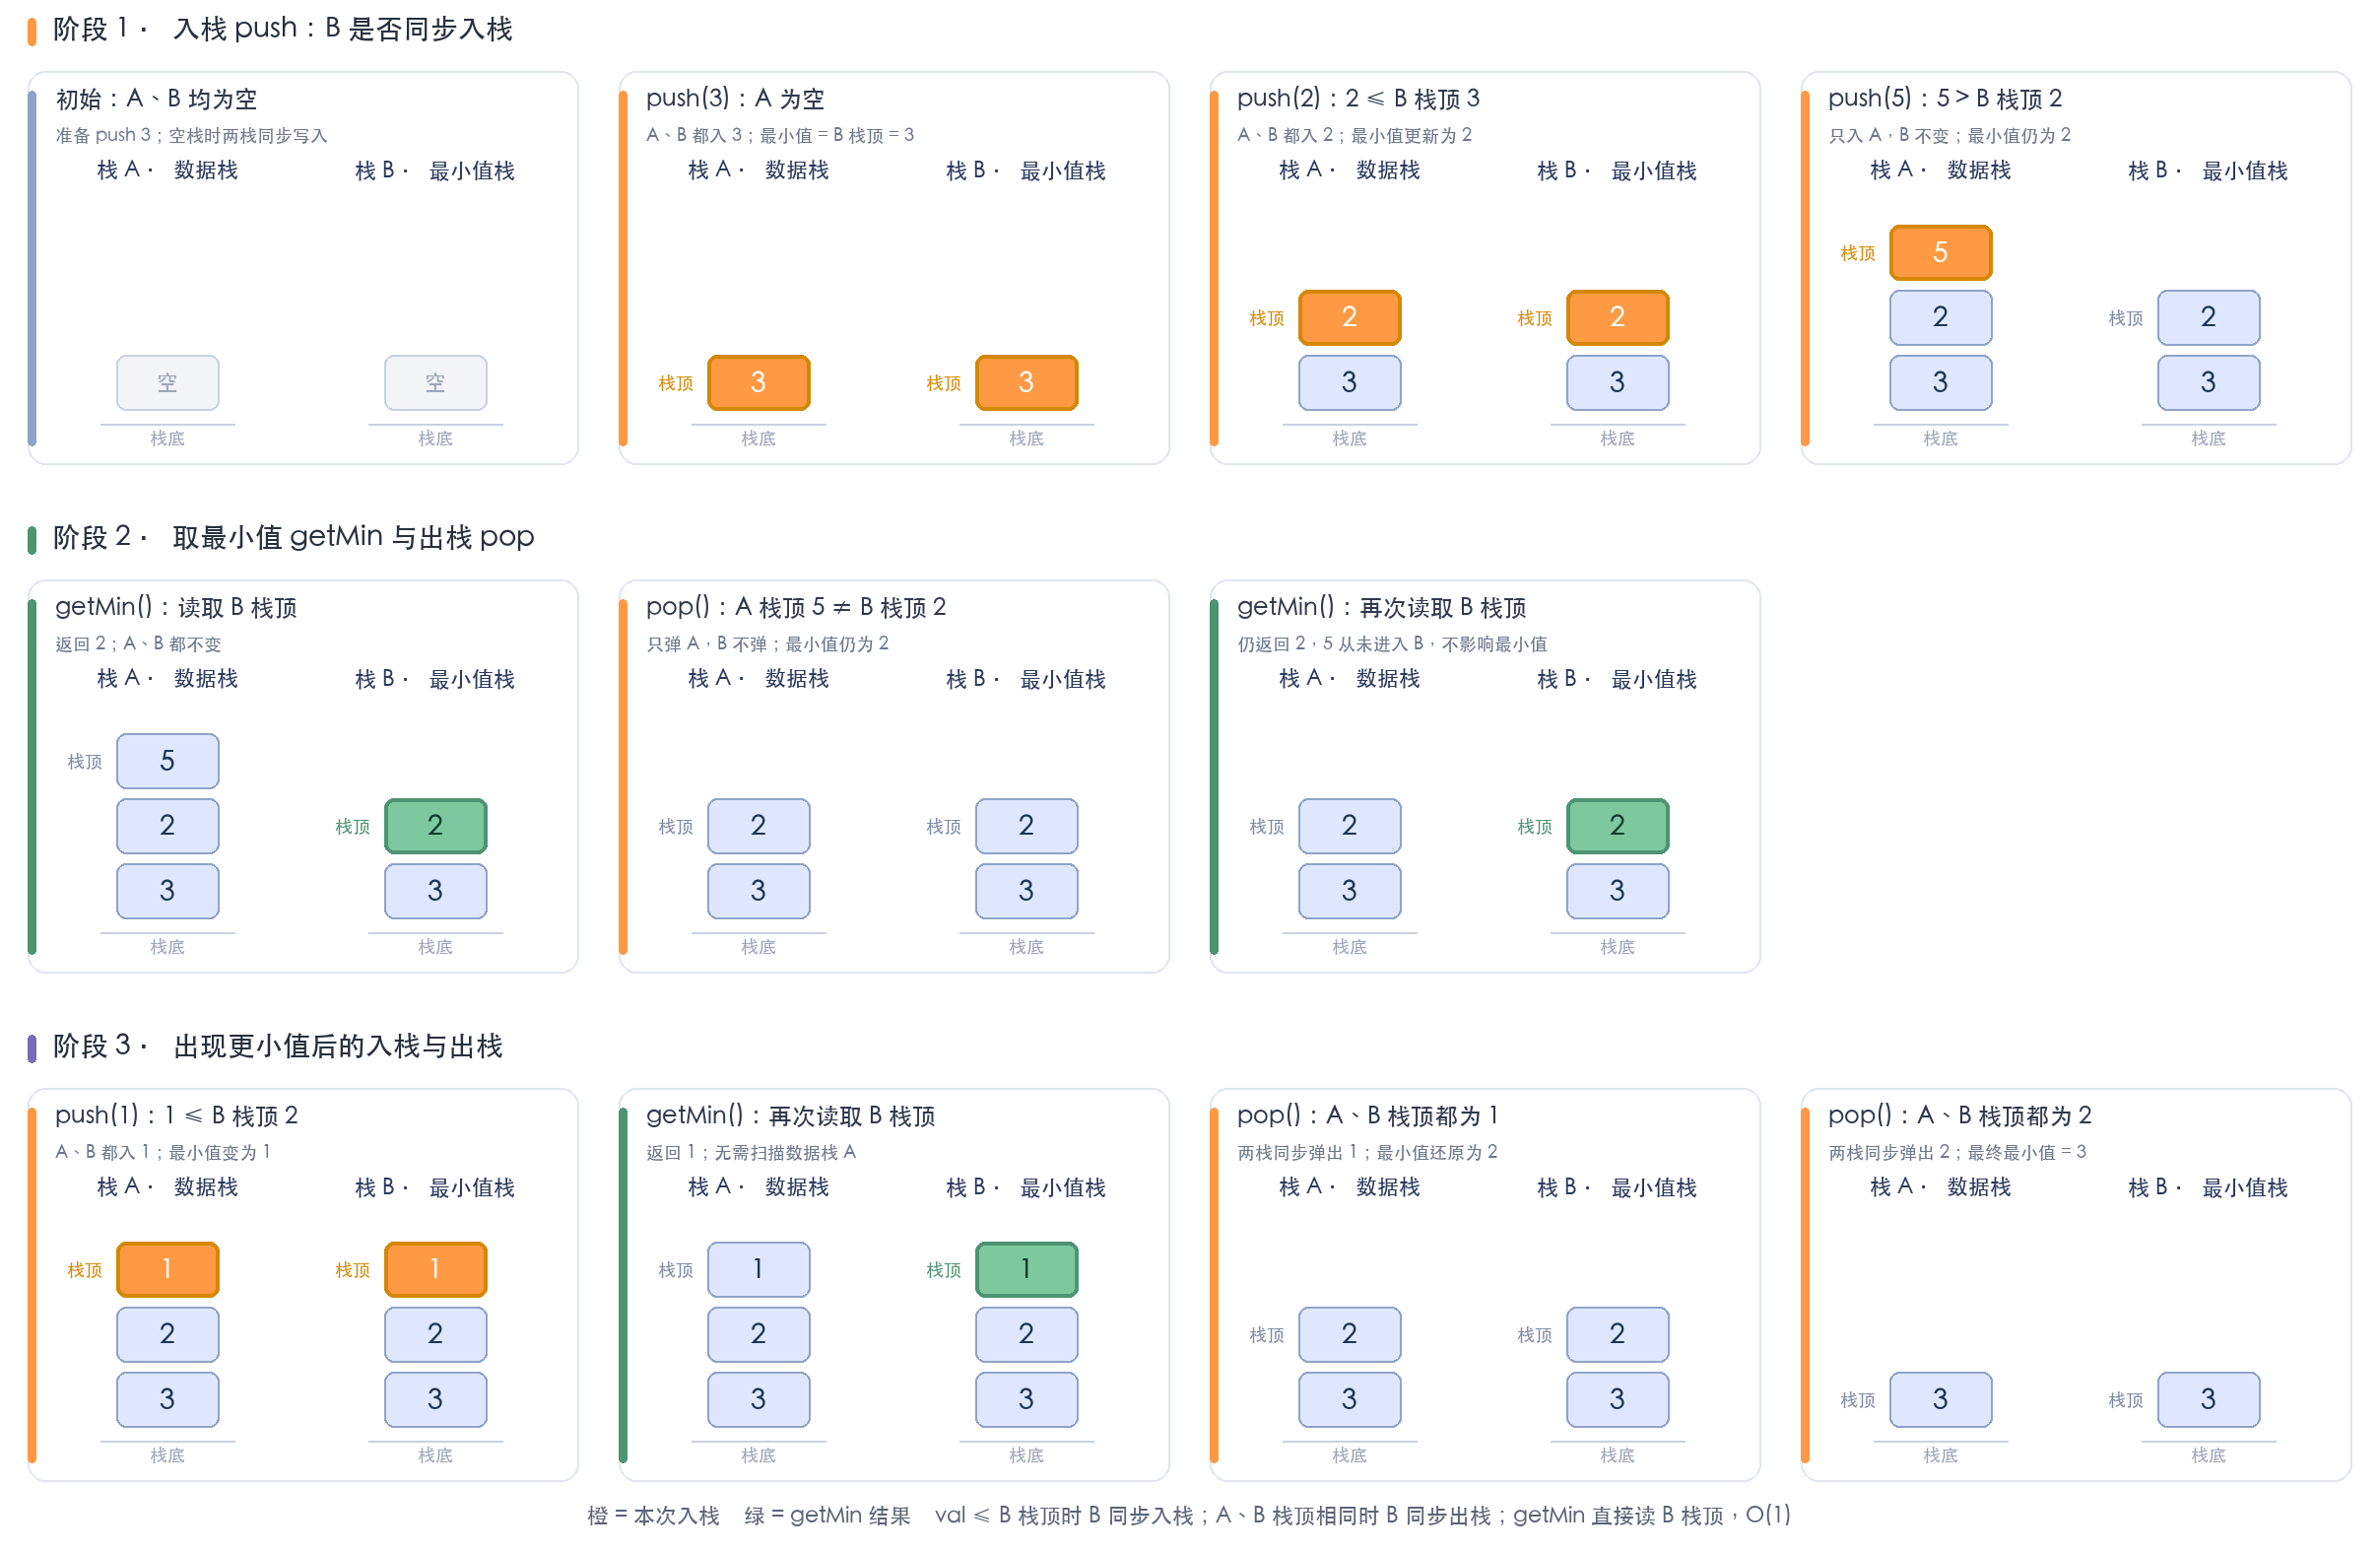 阶段 1 · 入栈 push：B 是否同步入栈
初始：A、B 均为空
准备 push 3；空栈时两栈同步写入
栈 A · 数据栈
栈 B · 最小值栈
空
空
栈底
栈底
push(3)：A 为空
A、B 都入 3；最小值 = B 栈顶 = 3
栈 A · 数据栈
栈 B · 最小值栈
栈顶 3
栈顶 3
栈底
栈底
push(2)：2 ≤ B 栈顶 3
A、B 都入 2；最小值更新为 2
栈 A · 数据栈
栈 B · 最小值栈
栈顶 2
栈顶 2
3
3
栈底
栈底
push(5)：5 > B 栈顶 2
只入 A，B 不变；最小值仍为 2
栈 A · 数据栈
栈 B · 最小值栈
栈顶 5
2
栈顶 2
3
3
栈底
栈底
阶段 2 · 取最小值 getMin 与出栈 pop
getMin()：读取 B 栈顶
返回 2；A、B 都不变
栈 A · 数据栈
栈 B · 最小值栈
栈顶 5
2
栈顶 2
3
3
栈底
栈底
pop()：A 栈顶 5 ≠ B 栈顶 2
只弹 A，B 不弹；最小值仍为 2
栈 A · 数据栈
栈 B · 最小值栈
栈顶 2
栈顶 2
3
3
栈底
栈底
getMin()：再次读取 B 栈顶
仍返回 2，5 从未进入 B，不影响最小值
栈 A · 数据栈
栈 B · 最小值栈
栈顶 2
栈顶 2
3
3
栈底
栈底
阶段 3 · 出现更小值后的入栈与出栈
push(1)：1 ≤ B 栈顶 2
A、B 都入 1；最小值变为 1
栈 A · 数据栈
栈 B · 最小值栈
栈顶 1
栈顶 1
2
2
3
3
栈底
栈底
getMin()：再次读取 B 栈顶
返回 1；无需扫描数据栈 A
栈 A · 数据栈
栈 B · 最小值栈
栈顶 1
栈顶 1
2
2
3
3
栈底
栈底
pop()：A、B 栈顶都为 1
两栈同步弹出 1；最小值还原为 2
栈 A · 数据栈
栈 B · 最小值栈
栈顶 2
栈顶 2
3
3
栈底
栈底
pop()：A、B 栈顶都为 2
两栈同步弹出 2；最终最小值 = 3
栈 A · 数据栈
栈 B · 最小值栈
栈顶 3
栈顶 3
栈底
栈底
橙 = 本次入栈 绿 = getMin 结果 val ≤ B 栈顶时 B 同步入栈；A、B 栈顶相同时 B 同步出栈；getMin 直接读 B 栈顶，O(1)